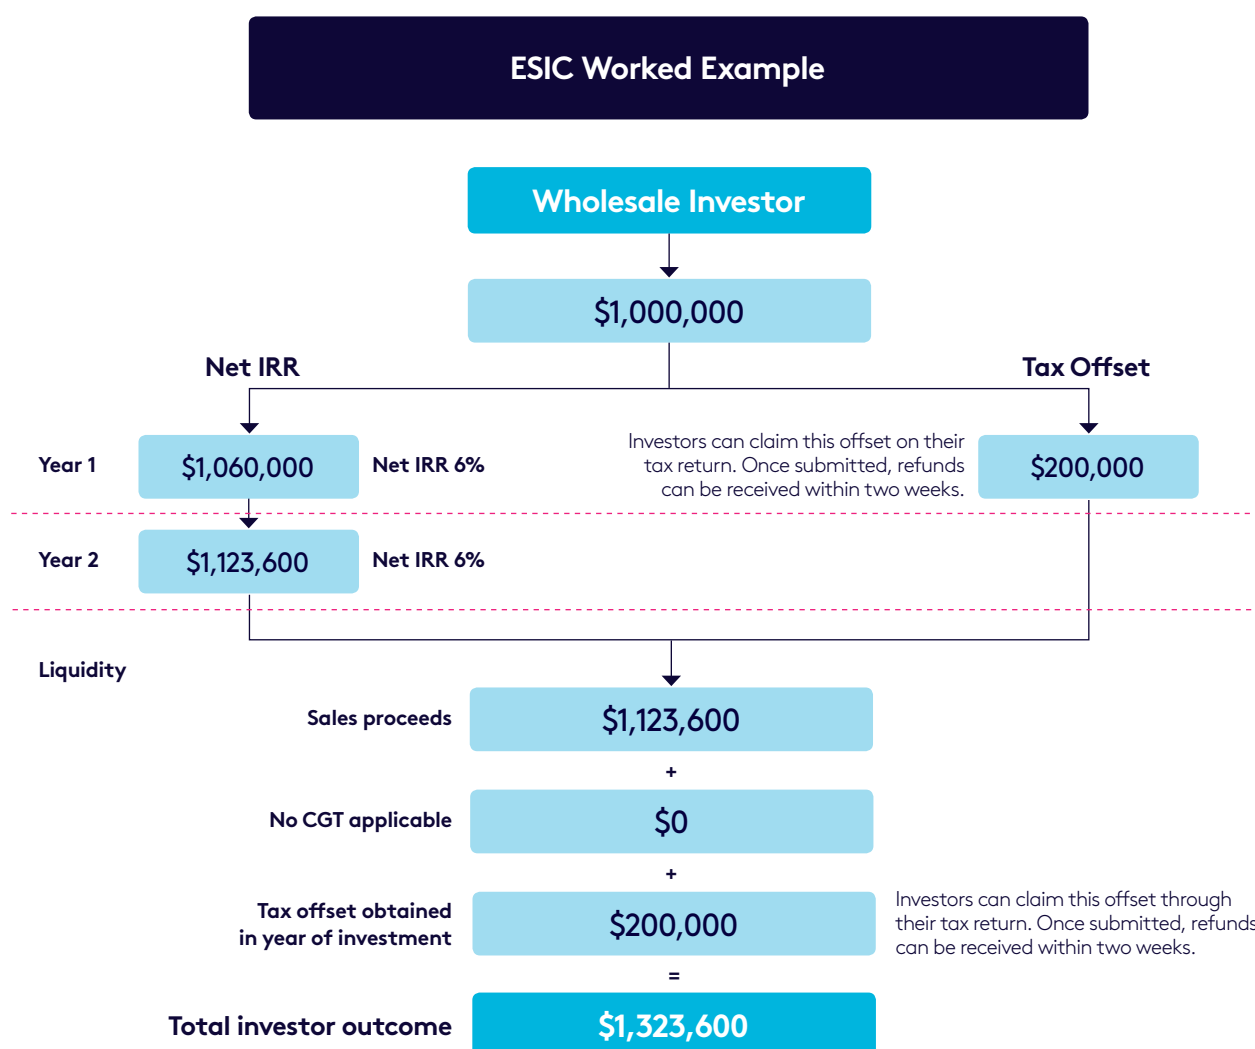 ESIC Worked Example
Wholesale Investor
$1,000,000
Net IRR
Tax Offset
Year 1
$1,060,000
Net IRR 6%
Investors can claim this offset on their
tax return. Once submitted, refunds
can be received within two weeks.
$200,000
Year 2
$1,123,600
Net IRR 6%
Liquidity
Sales proceeds
$1,123,600
+
No CGT applicable
$0
+
Tax offset obtained
in year of investment
$200,000
Investors can claim this offset through
their tax return. Once submitted, refunds
can be received within two weeks.
=
Total investor outcome
$1,323,600